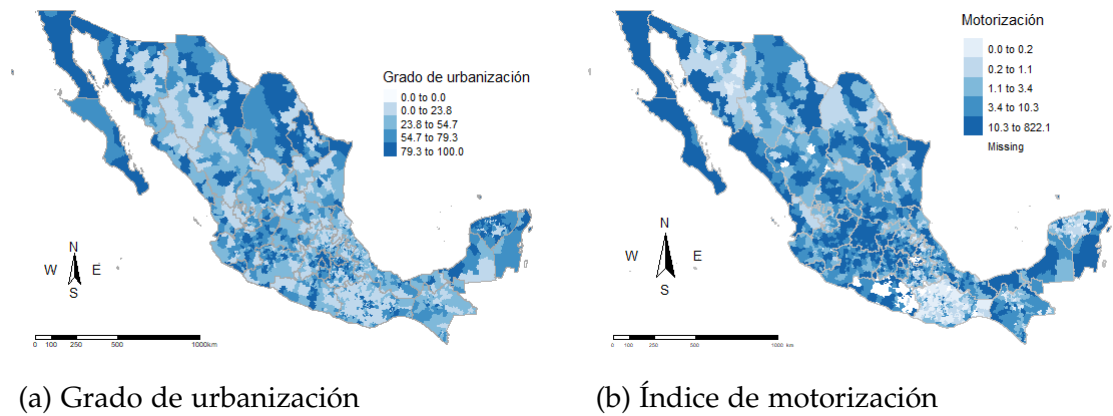 Grado de urbanización
0.0 to 0.0
0.0 to 23.8
23.8 to 54.7
54.7 to 79.3
79.3 to 100.0
N
W E
S
0 100 250 500 1000km
(a) Grado de urbanización
Motorización
0.0 to 0.2
0.2 to 1.1
1.1 to 3.4
3.4 to 10.3
10.3 to 822.1
Missing
N
W E
S
0 100 250 500 1000 km
(b) Índice de motorización